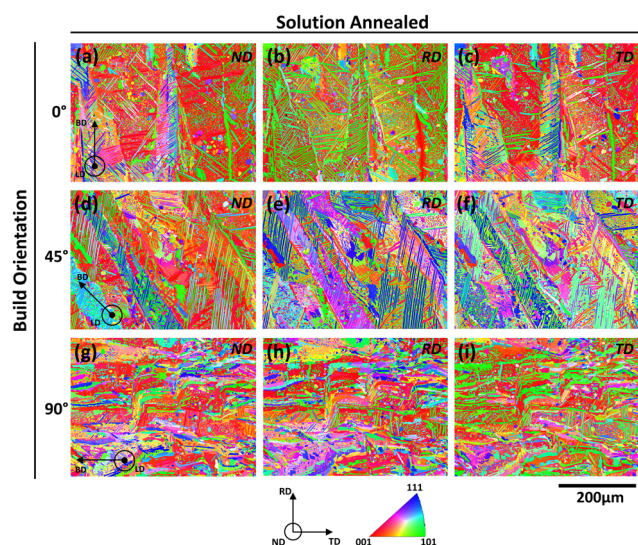 Solution Annealed
Build Orientation
(a) ND
(b) RD
(c) TD
0°
BD
LD
(d) ND
(e) RD
(f) TD
45°
BD
LD
(g) ND
(h) RD
(i) TD
90°
BD
LD
200µm
RD
ND
TD
111
001
101